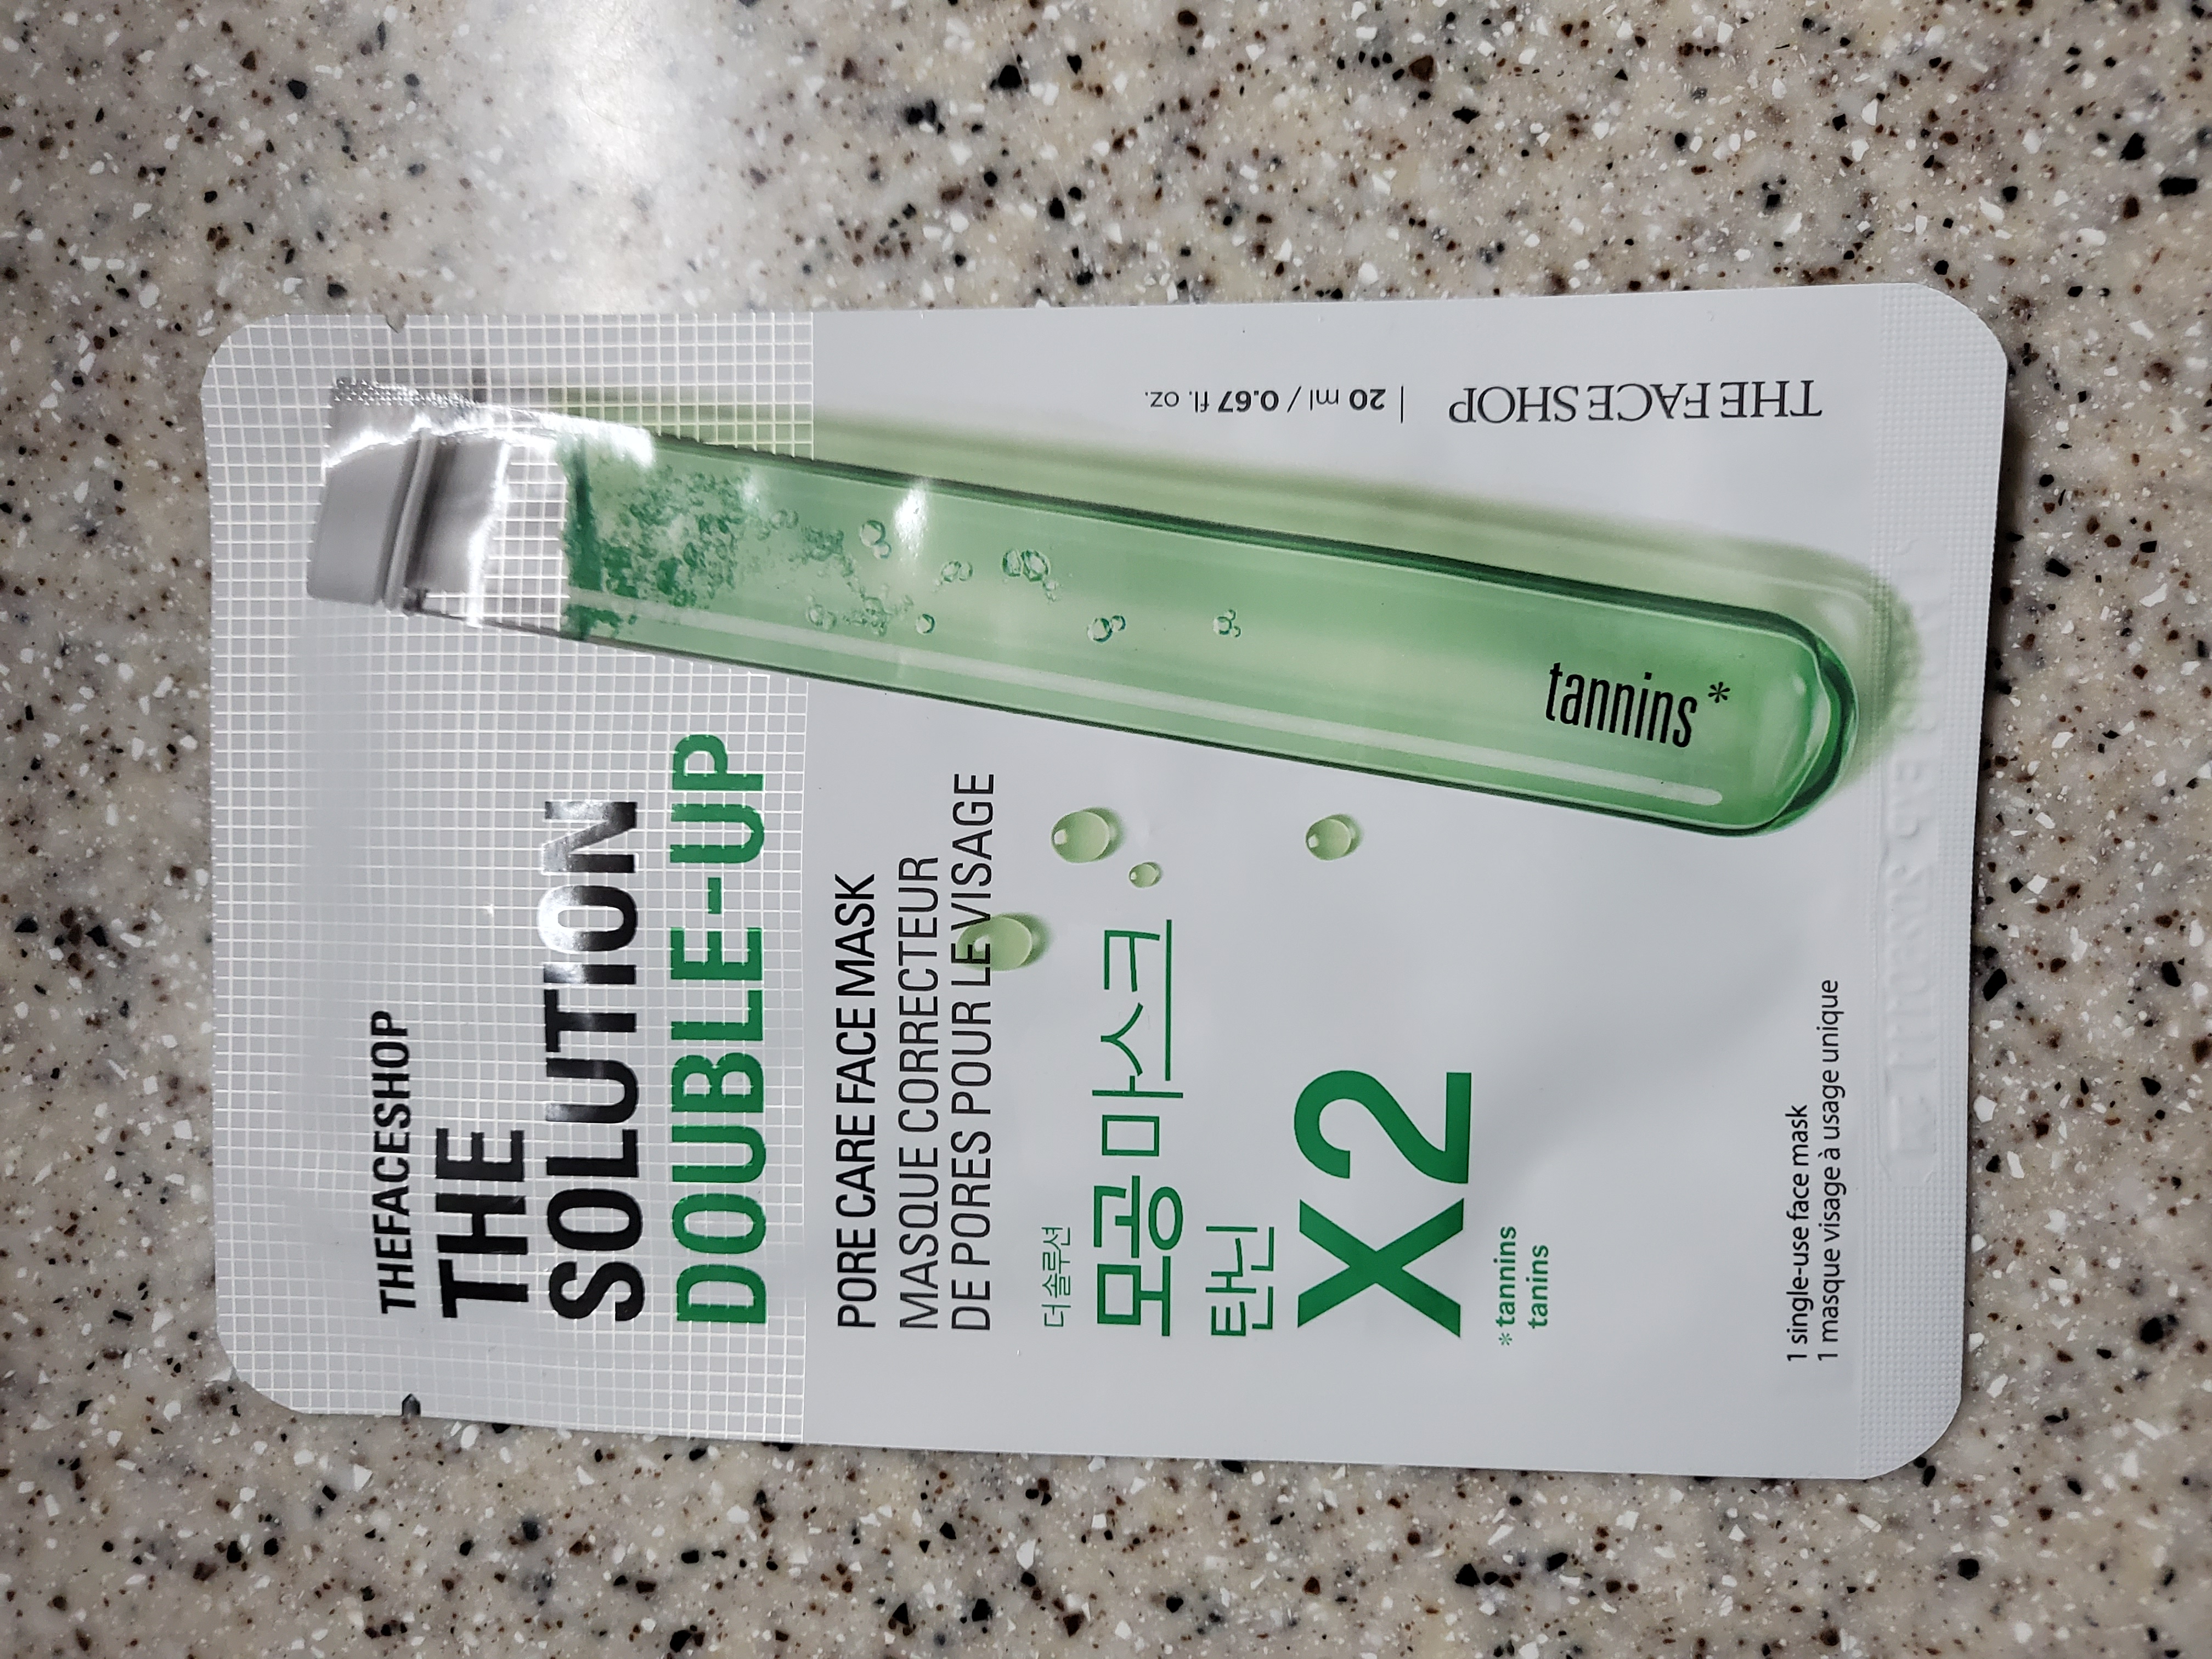 THEFACESHOP
THE
SOLUTION
DOUBLE-UP
PORE CARE FACE MASK
MASQUE CORRECTEUR
DE PORES POUR LE VISAGE
더솔루션
모공마스크
탄닌
X2
*tannins
tanins
tannins*
1 single-use face mask
1 masque visage à usage unique
THE FACE SHOP | 20 ml / 0.67 fl. oz.